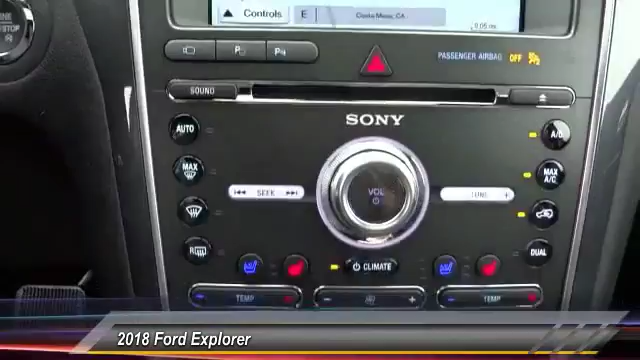 Controls E Costa Mesa, CA
PASSENGER AIRBAG OFF
SOUND
SONY
AUTO A/C
MAX MAX A/C
VOL
SEEK TUNE +
R DUAL
CLIMATE
TEMP - + TEMP
2018 Ford Explorer